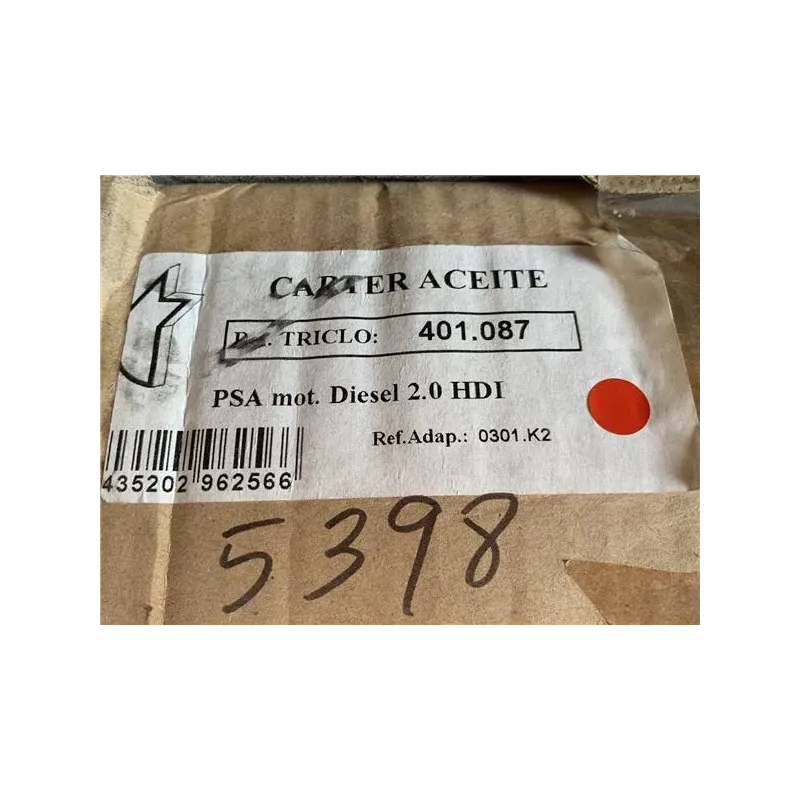 CARTER ACEITE
TRICLO: 401.087
PSA mot. Diesel 2.0 HDI
Ref.Adap.: 0301.K2
435202 962566
5398